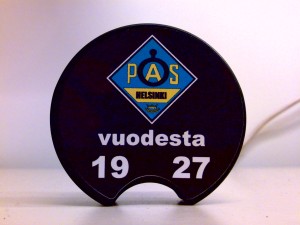 PAS
HELSINKI
vuodesta
19 27